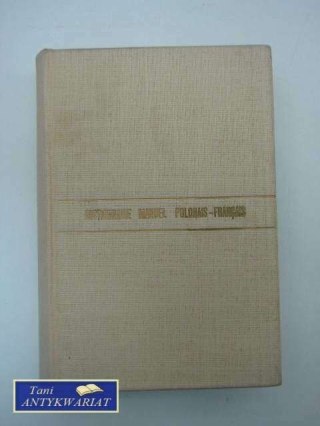 DICTIONNAIRE MANUEL POLONAIS-FRANÇAIS
Tani
ANTYKWARIAT